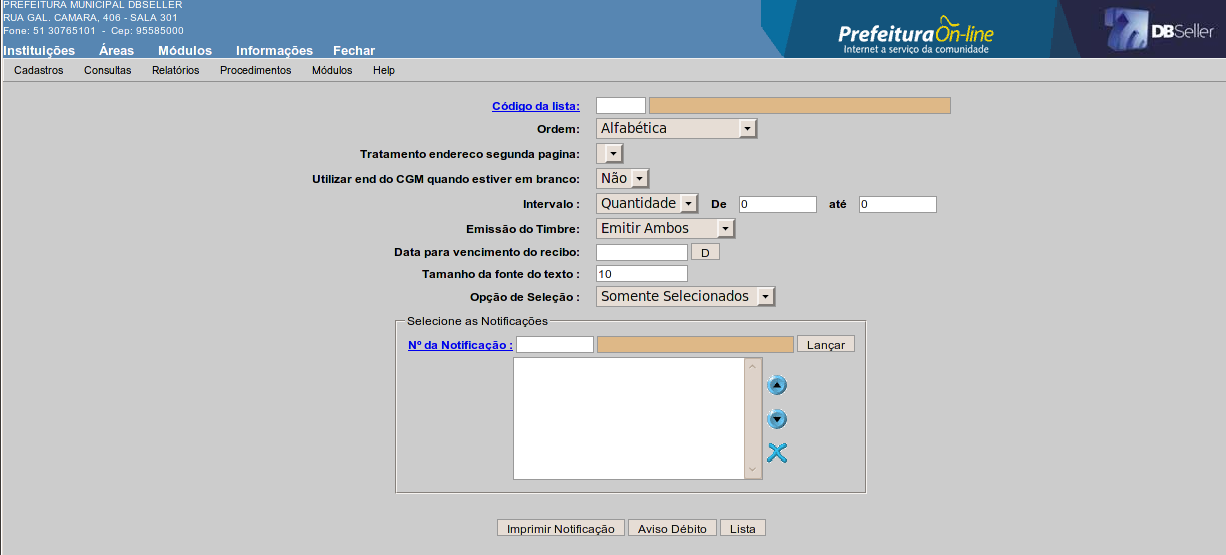 PREFEITURA MUNICIPAL DBSELLER
RUA GAL. CAMARA, 406 - SALA 301
Fone: 51 30765101 - Cep: 95585000
Instituições Áreas Módulos Informações Fechar
PrefeituraOn-line
Internet a serviço da comunidade
DBSeller
Cadastros Consultas Relatórios Procedimentos Módulos Help
Código da lista:
Ordem: Alfabética
Tratamento endereco segunda pagina:
Utilizar end do CGM quando estiver em branco: Não
Intervalo : Quantidade De 0 até 0
Emissão do Timbre: Emitir Ambos
Data para vencimento do recibo: D
Tamanho da fonte do texto : 10
Opção de Seleção : Somente Selecionados
Selecione as Notificações
Nº da Notificação : Lançar
Imprimir Notificação Aviso Débito Lista